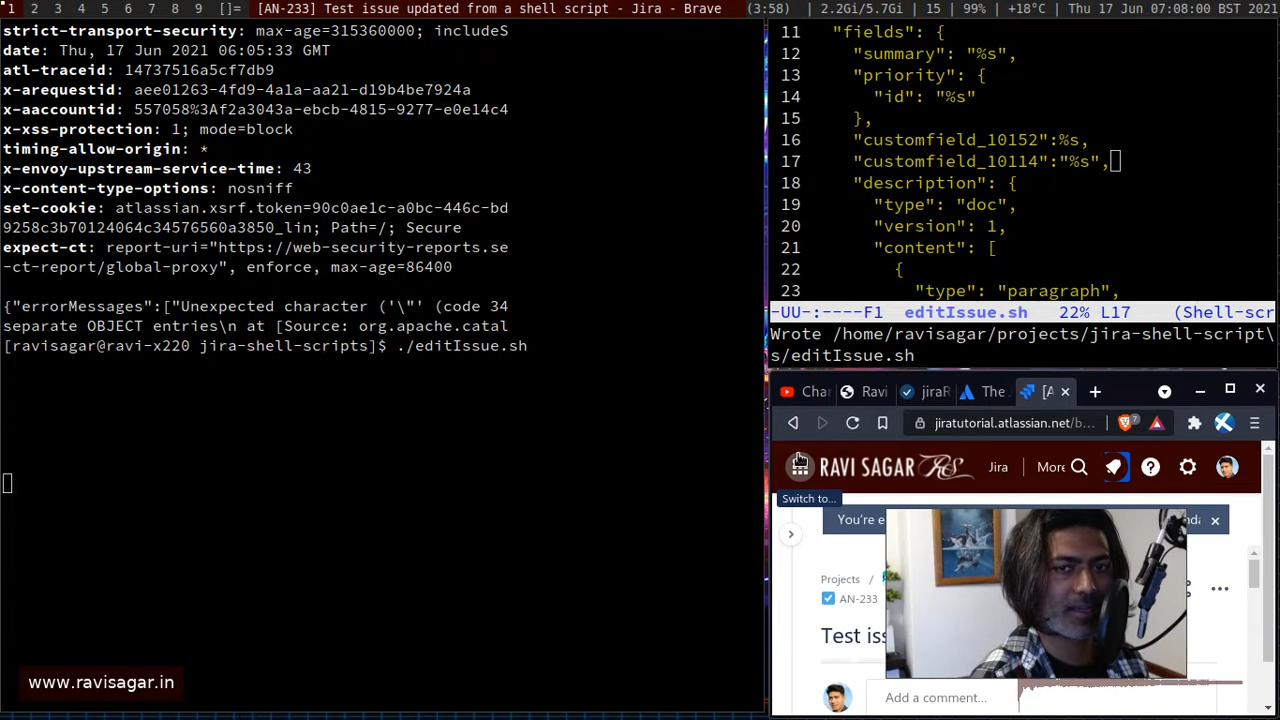 1 2 3 4 5 6 7 8 9 []= [AN-233] Test issue updated from a shell script - Jira - Brave (3:58) | 2.2Gi/5.7Gi | 15 | 99% | +18°C | Thu 17 Jun 07:08:00 BST 2021
strict-transport-security: max-age=315360000; includeS
date: Thu, 17 Jun 2021 06:05:33 GMT
atl-traceid: 14737516a5cf7db9
x-arequestid: aee01263-4fd9-4a1a-aa21-d19b4be7924a
x-aaccountid: 557058%3Af2a3043a-ebcb-4815-9277-e0e14c4
x-xss-protection: 1; mode=block
timing-allow-origin: *
x-envoy-upstream-service-time: 43
x-content-type-options: nosniff
set-cookie: atlassian.xsrf.token=90c0ae1c-a0bc-446c-bd
9258c3b70124064c34576560a3850_lin; Path=/; Secure
expect-ct: report-uri="https://web-security-reports.se
-ct-report/global-proxy", enforce, max-age=86400
{"errorMessages":["Unexpected character ('\"' (code 34
separate OBJECT entries\n at [Source: org.apache.catal
[ravisagar@ravi-x220 jira-shell-scripts]$ ./editIssue.sh
www.ravisagar.in
11 "fields": {
12 "summary": "%s",
13 "priority": {
14 "id": "%s"
15 },
16 "customfield_10152":%s,
17 "customfield_10114":"%s",
18 "description": {
19 "type": "doc",
20 "version": 1,
21 "content": [
22 {
23 "type": "paragraph",
-UU-:----F1 editIssue.sh 22% L17 (Shell-scr
Wrote /home/ravisagar/projects/jira-shell-script\
s/editIssue.sh
Cha Ravi jiraR The [A
jiratutorial.atlassian.net/b... 7
RAVI SAGAR RS Jira More
Switch to...
You're e
Projects /
AN-233
Test iss
Add a comment...